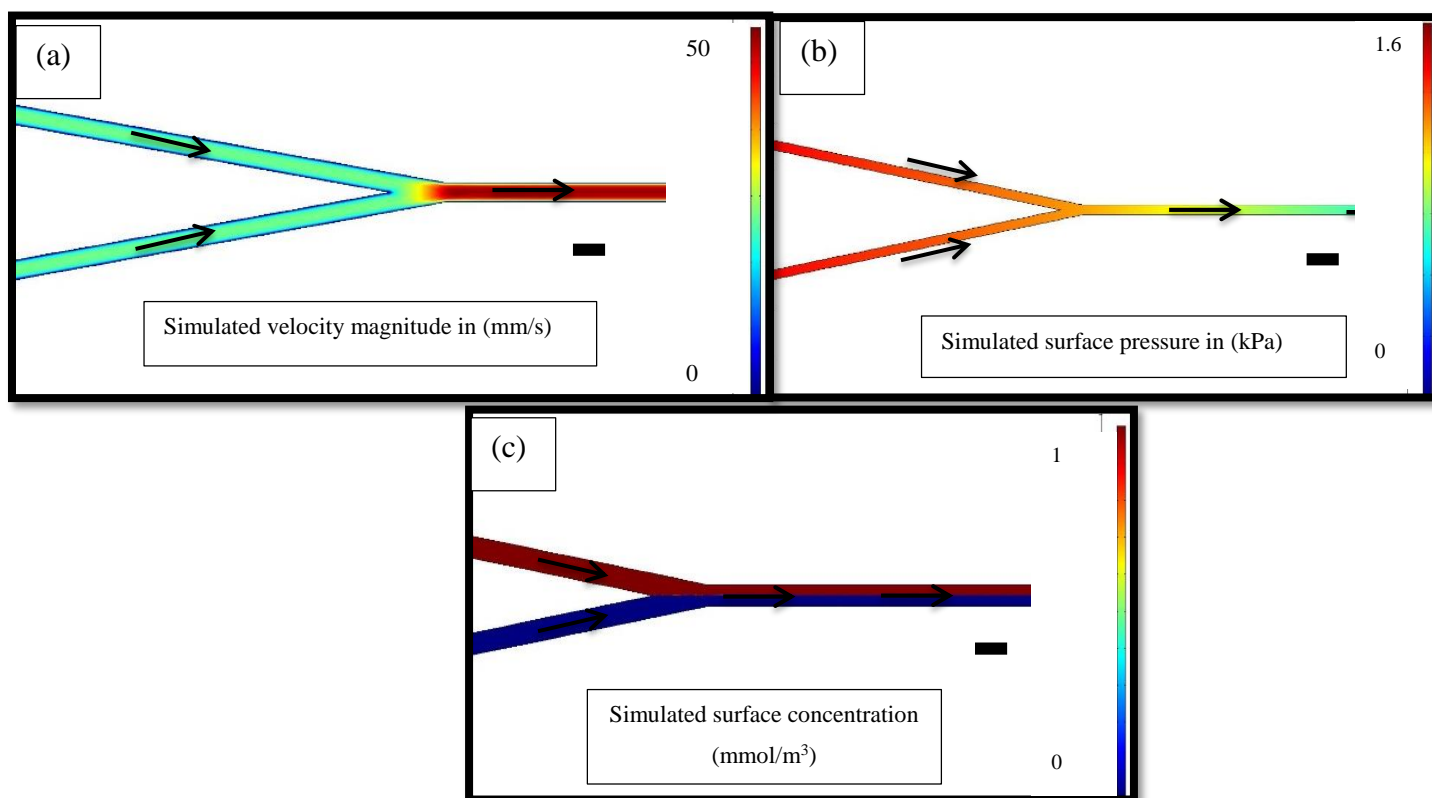 (a)
50
Simulated velocity magnitude in (mm/s)
0
(b)
1.6
Simulated surface pressure in (kPa)
0
(c)
1
Simulated surface concentration
(mmol/m³)
0